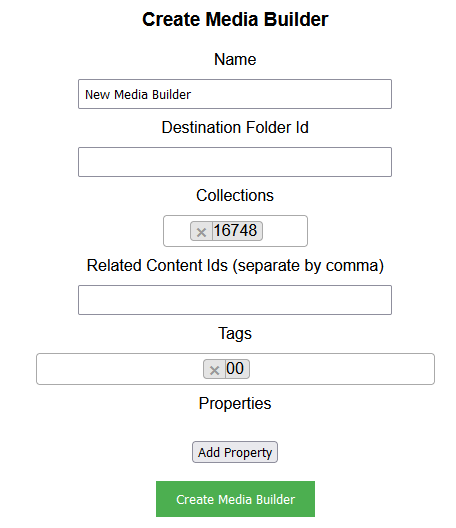 Create Media Builder
Name
New Media Builder
Destination Folder Id
Collections
× 16748
Related Content Ids (separate by comma)
Tags
× 00
Properties
Add Property
Create Media Builder